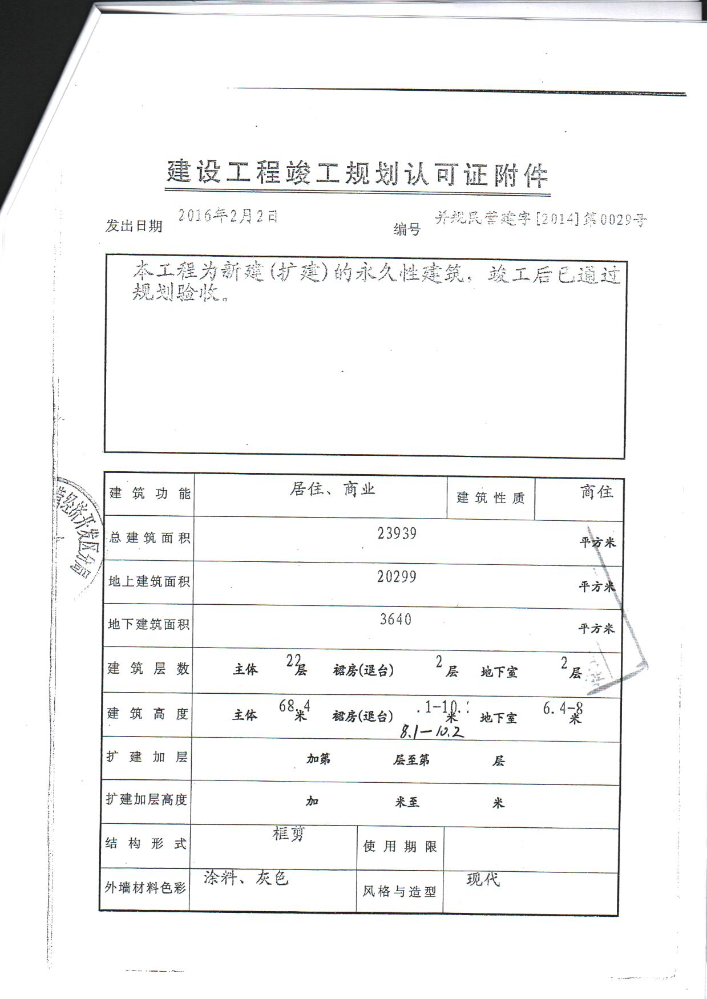 建设工程竣工规划认可证附件
发出日期 2016年2月2日 编号 并规民营建字[2014]第0029号
本工程为新建(扩建)的永久性建筑，竣工后已通过
规划验收。
建筑功能 居住、商业 建筑性质 商住
总建筑面积 23939 平方米
地上建筑面积 20299 平方米
地下建筑面积 3640 平方米
建筑层数 主体 22层 裙房(退台) 2层 地下室 2层
建筑高度 主体 68.4米 裙房(退台) .1-10.米 地下室 6.4-8米
8.1-10.2
扩建加层 加第 层至第 层
扩建加层高度 加 米至 米
结构形式 框剪 使用期限
外墙材料色彩 涂料、灰色 风格与造型 现代
营经济开发区分局